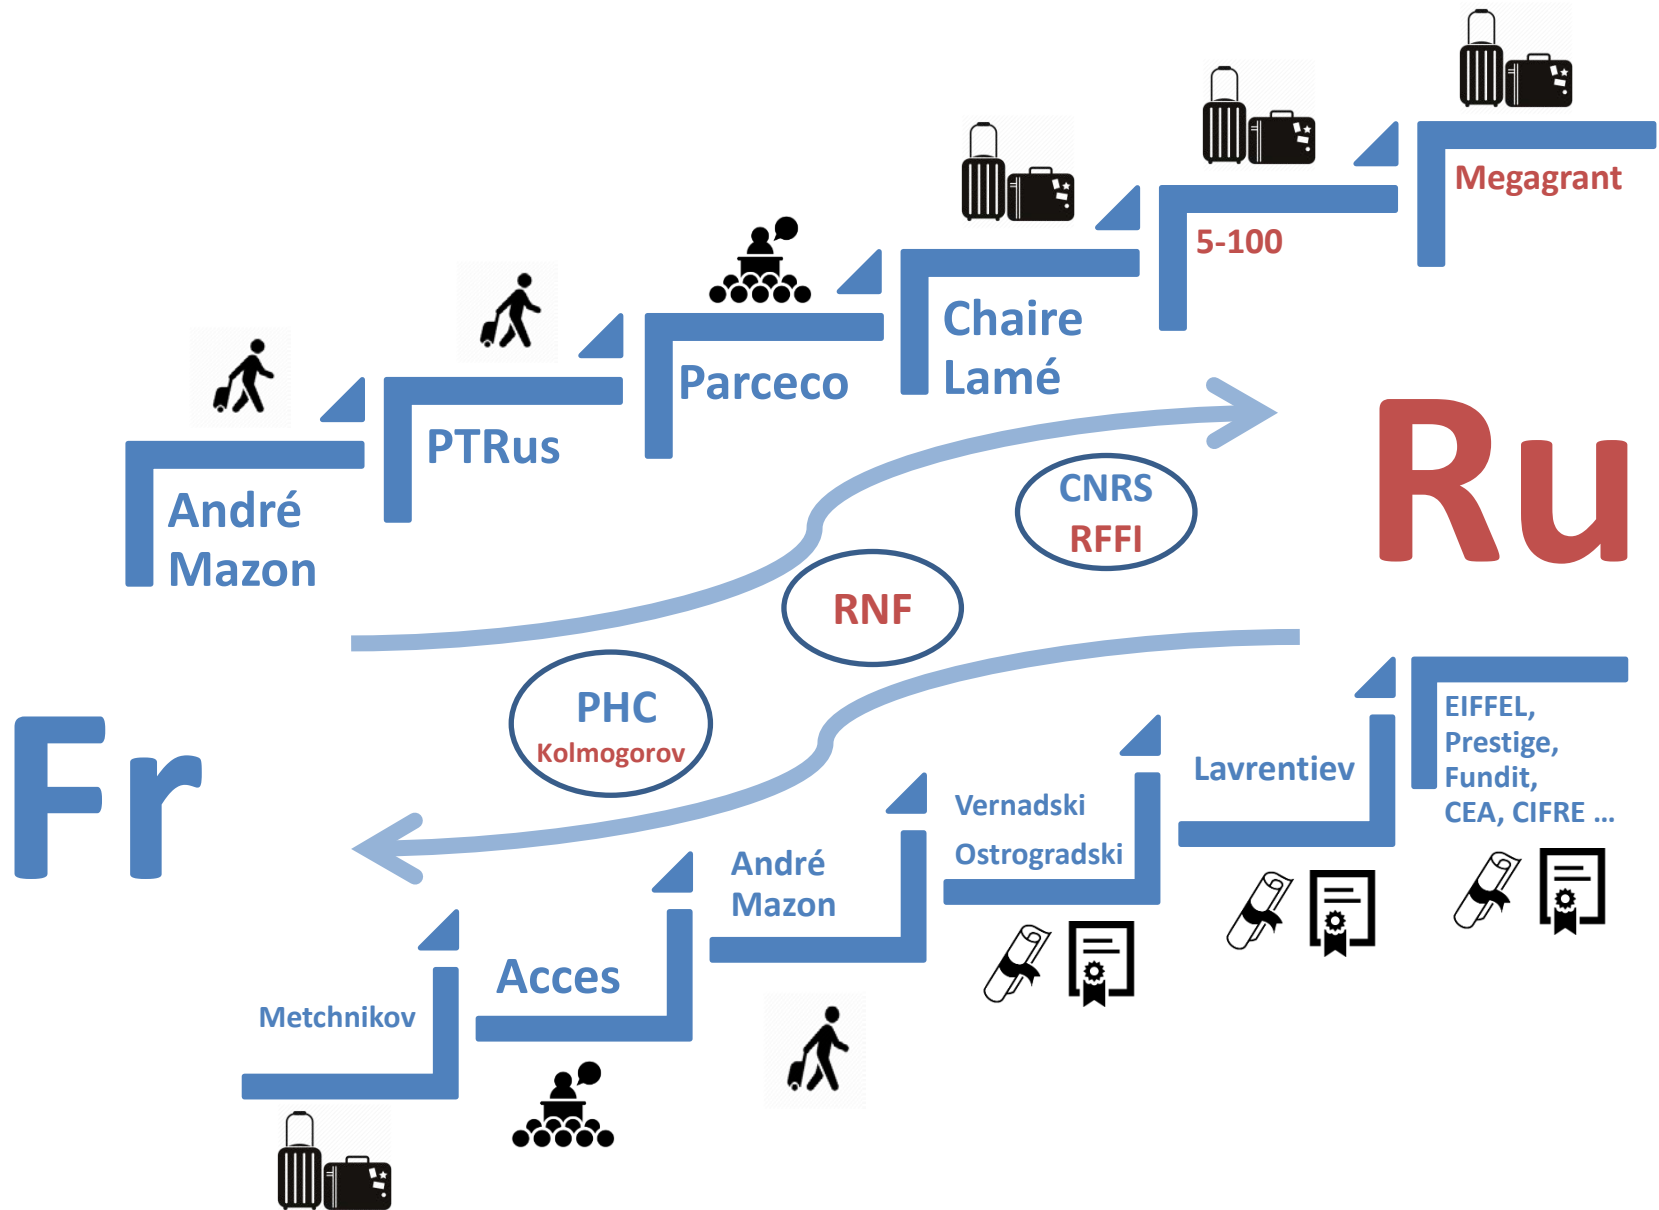 Megagrant
5-100
Chaire
Lamé
Parceco
PTRus
André
Mazon
Ru
CNRS
RFFI
RNF
PHC
Kolmogorov
Fr
EIFFEL,
Prestige,
Fundit,
CEA, CIFRE ...
Lavrentiev
Vernadski
Ostrogradski
André
Mazon
Acces
Metchnikov